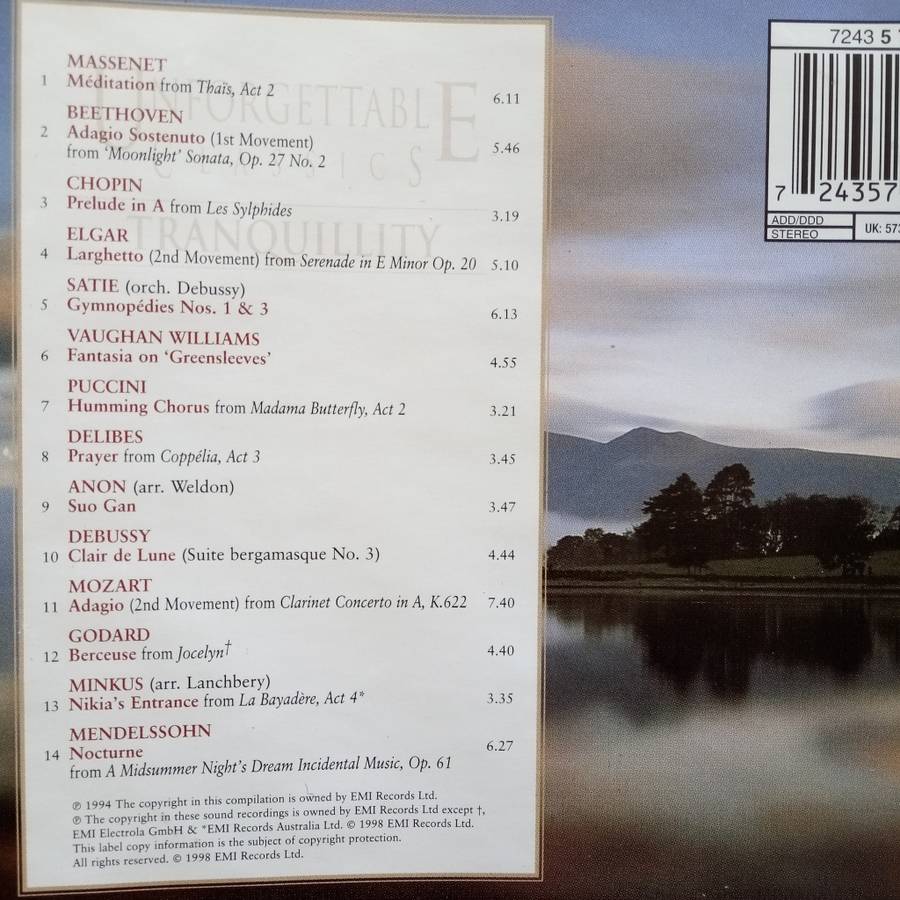 UNFORGETTABLE
CLASSICS
TRANQUILLITY
MASSENET
1 Méditation from Thaïs, Act 2 6.11
BEETHOVEN
2 Adagio Sostenuto (1st Movement) 5.46
from ‘Moonlight’ Sonata, Op. 27 No. 2
CHOPIN
3 Prelude in A from Les Sylphides 3.19
ELGAR
4 Larghetto (2nd Movement) from Serenade in E Minor Op. 20 5.10
SATIE (orch. Debussy)
5 Gymnopédies Nos. 1 & 3 6.13
VAUGHAN WILLIAMS
6 Fantasia on ‘Greensleeves’ 4.55
PUCCINI
7 Humming Chorus from Madama Butterfly, Act 2 3.21
DELIBES
8 Prayer from Coppélia, Act 3 3.45
ANON (arr. Weldon)
9 Suo Gan 3.47
DEBUSSY
10 Clair de Lune (Suite bergamasque No. 3) 4.44
MOZART
11 Adagio (2nd Movement) from Clarinet Concerto in A, K.622 7.40
GODARD
12 Berceuse from Jocelyn† 4.40
MINKUS (arr. Lanchbery)
13 Nikia's Entrance from La Bayadère, Act 4* 3.35
MENDELSSOHN
14 Nocturne 6.27
from A Midsummer Night's Dream Incidental Music, Op. 61
℗ 1994 The copyright in this compilation is owned by EMI Records Ltd.
℗ The copyright in these sound recordings is owned by EMI Records Ltd except †,
EMI Electrola GmbH & *EMI Records Australia Ltd. © 1998 EMI Records Ltd.
This label copy information is the subject of copyright protection.
All rights reserved. © 1998 EMI Records Ltd.
7243 5
7 24357
ADD/DDD
STEREO
UK: 573